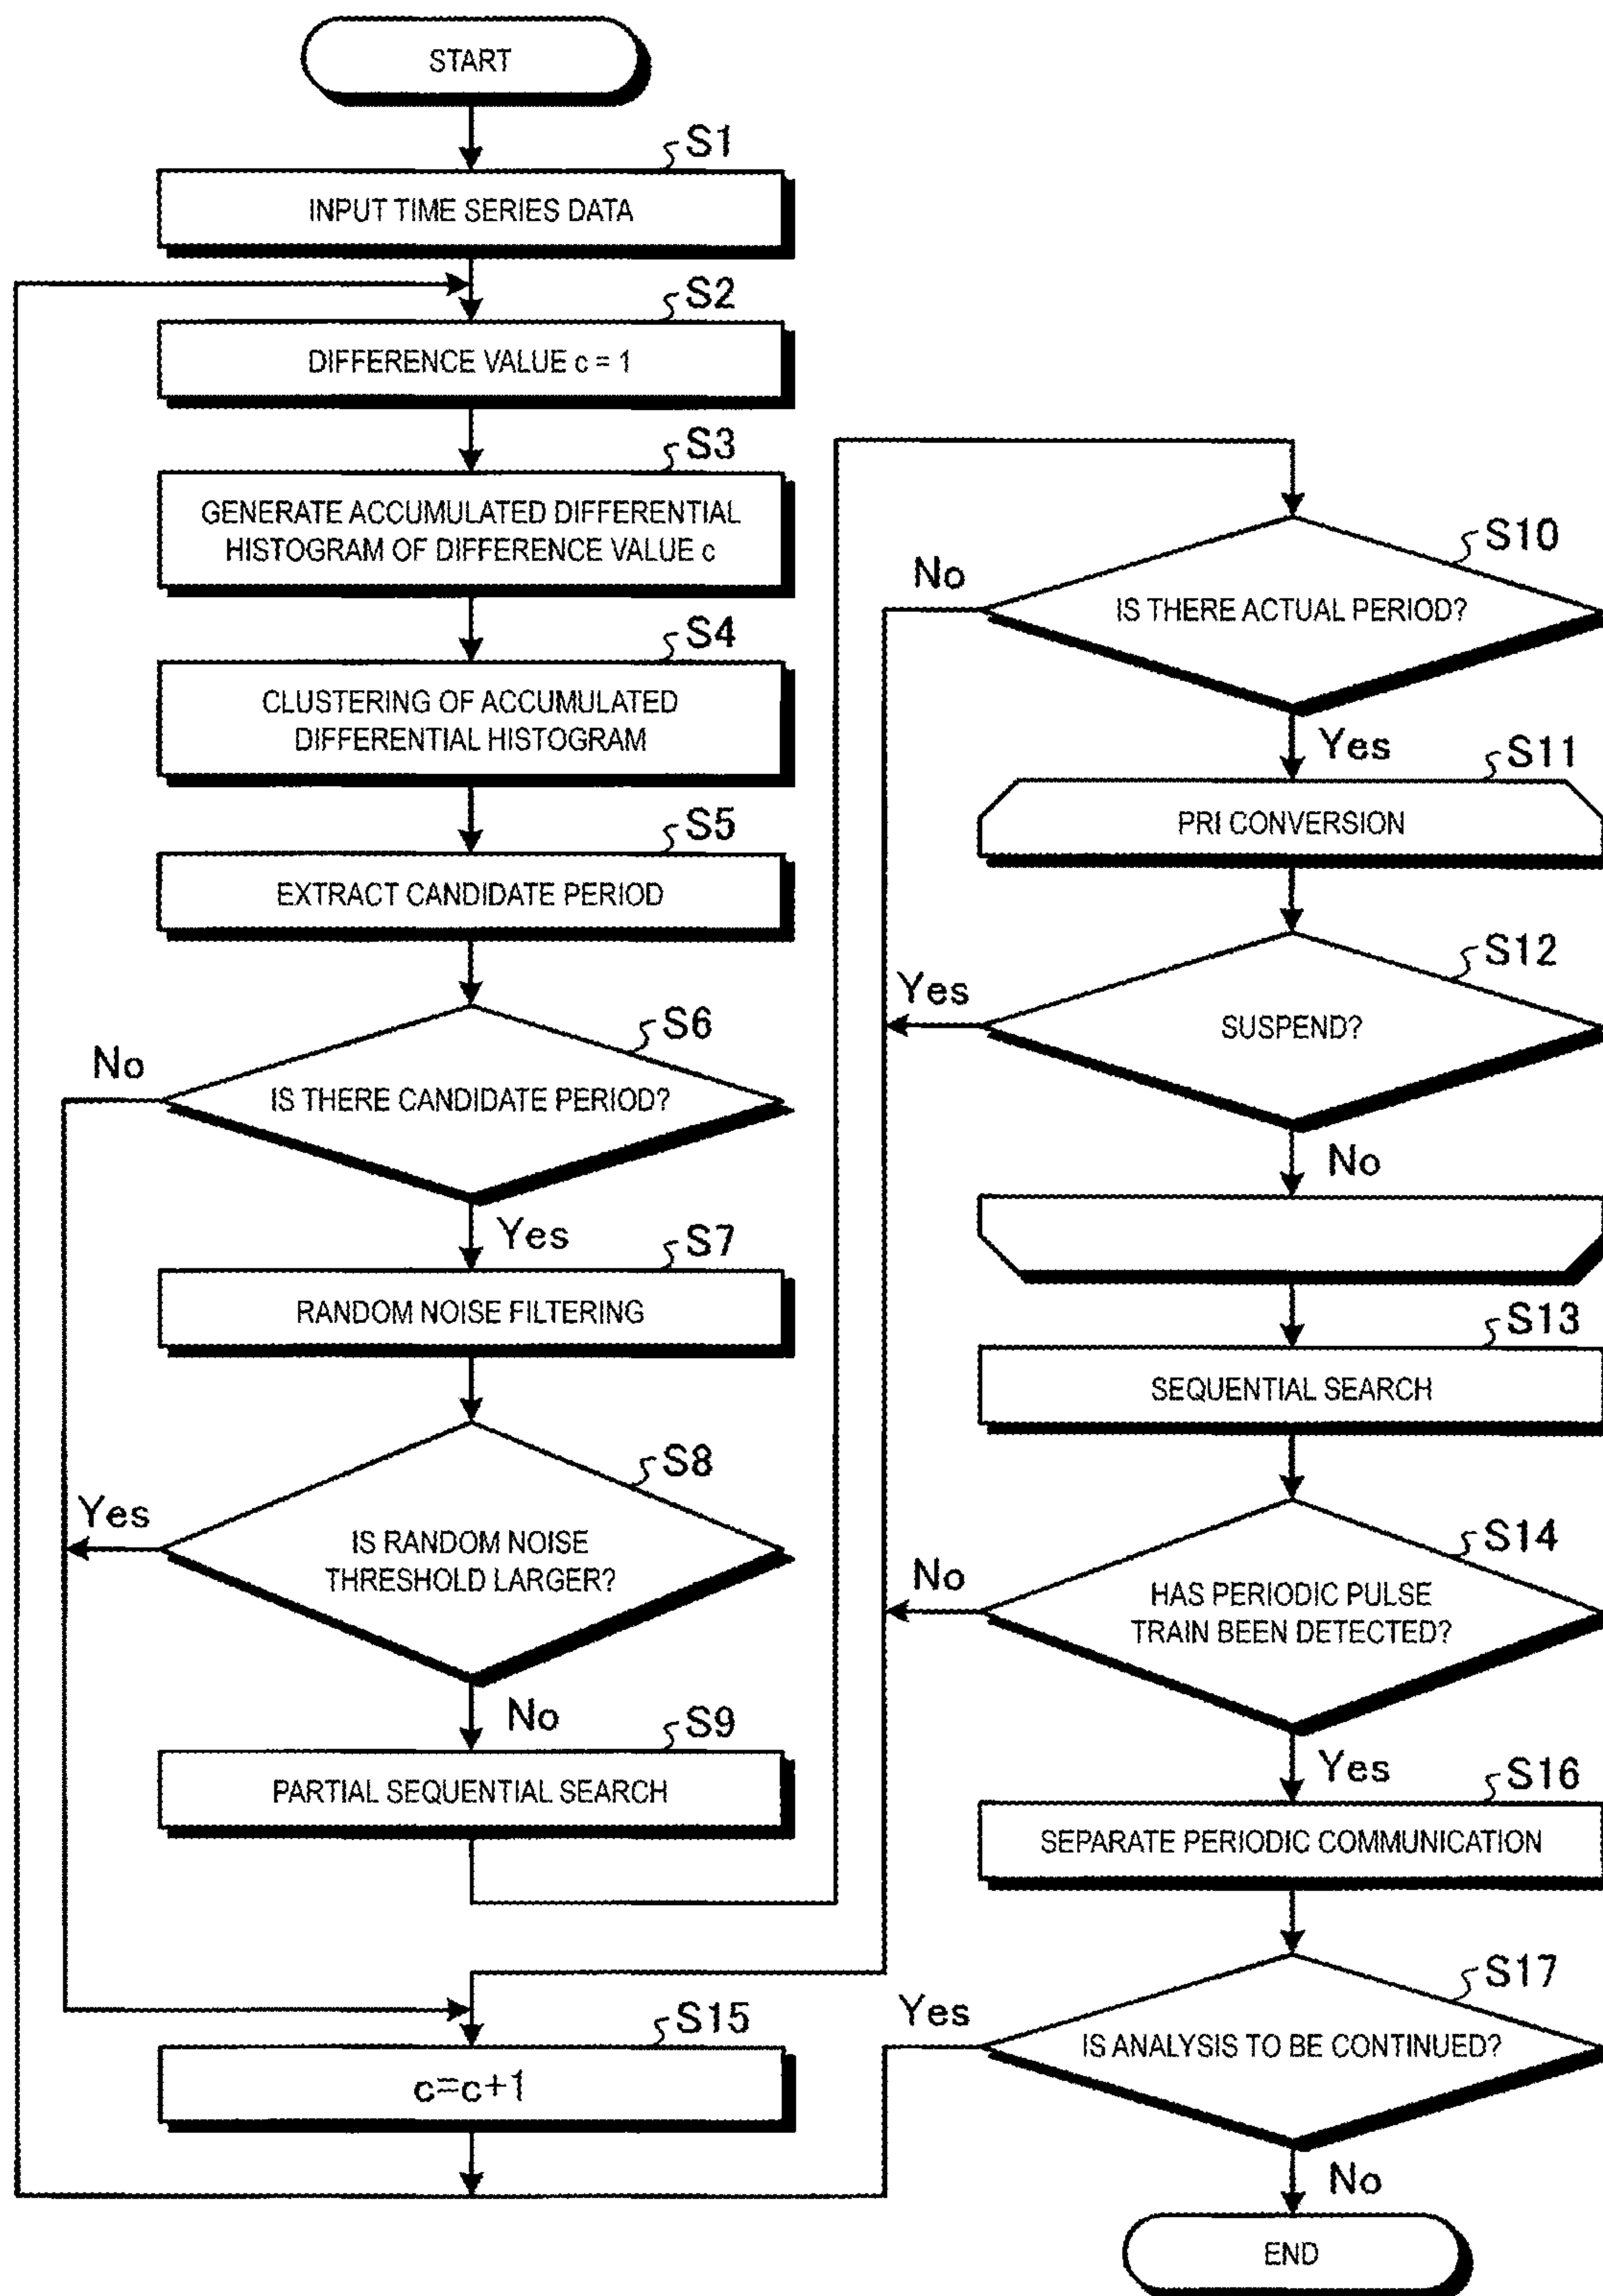 START
S1
INPUT TIME SERIES DATA
S2
DIFFERENCE VALUE c = 1
S3
GENERATE ACCUMULATED DIFFERENTIAL
HISTOGRAM OF DIFFERENCE VALUE c
S4
CLUSTERING OF ACCUMULATED
DIFFERENTIAL HISTOGRAM
S5
EXTRACT CANDIDATE PERIOD
S6
No
IS THERE CANDIDATE PERIOD?
Yes
S7
RANDOM NOISE FILTERING
S8
Yes
IS RANDOM NOISE
THRESHOLD LARGER?
No
S9
PARTIAL SEQUENTIAL SEARCH
S10
No
IS THERE ACTUAL PERIOD?
Yes
S11
PRI CONVERSION
S12
Yes
SUSPEND?
No
S13
SEQUENTIAL SEARCH
S14
No
HAS PERIODIC PULSE
TRAIN BEEN DETECTED?
Yes
S16
SEPARATE PERIODIC COMMUNICATION
S17
Yes
IS ANALYSIS TO BE CONTINUED?
No
END
S15
c=c+1